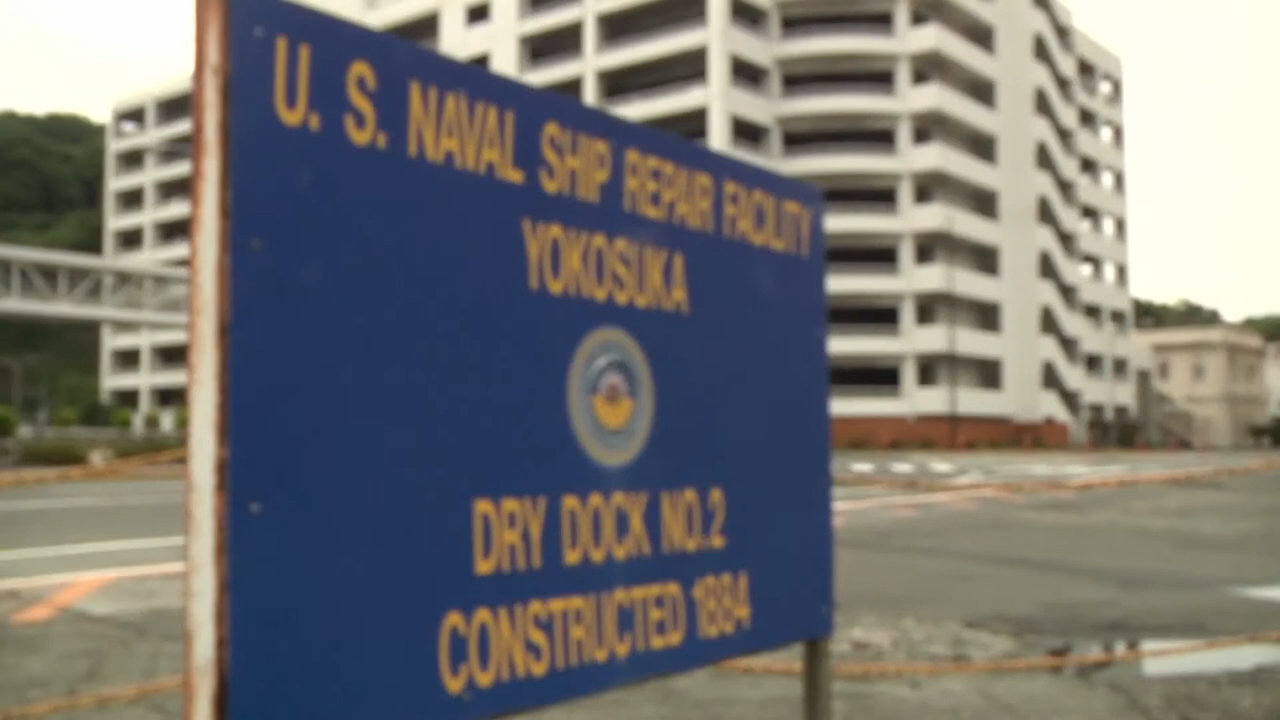 U. S. NAVAL SHIP REPAIR FACILITY
YOKOSUKA
DRY DOCK NO.2
CONSTRUCTED 1884